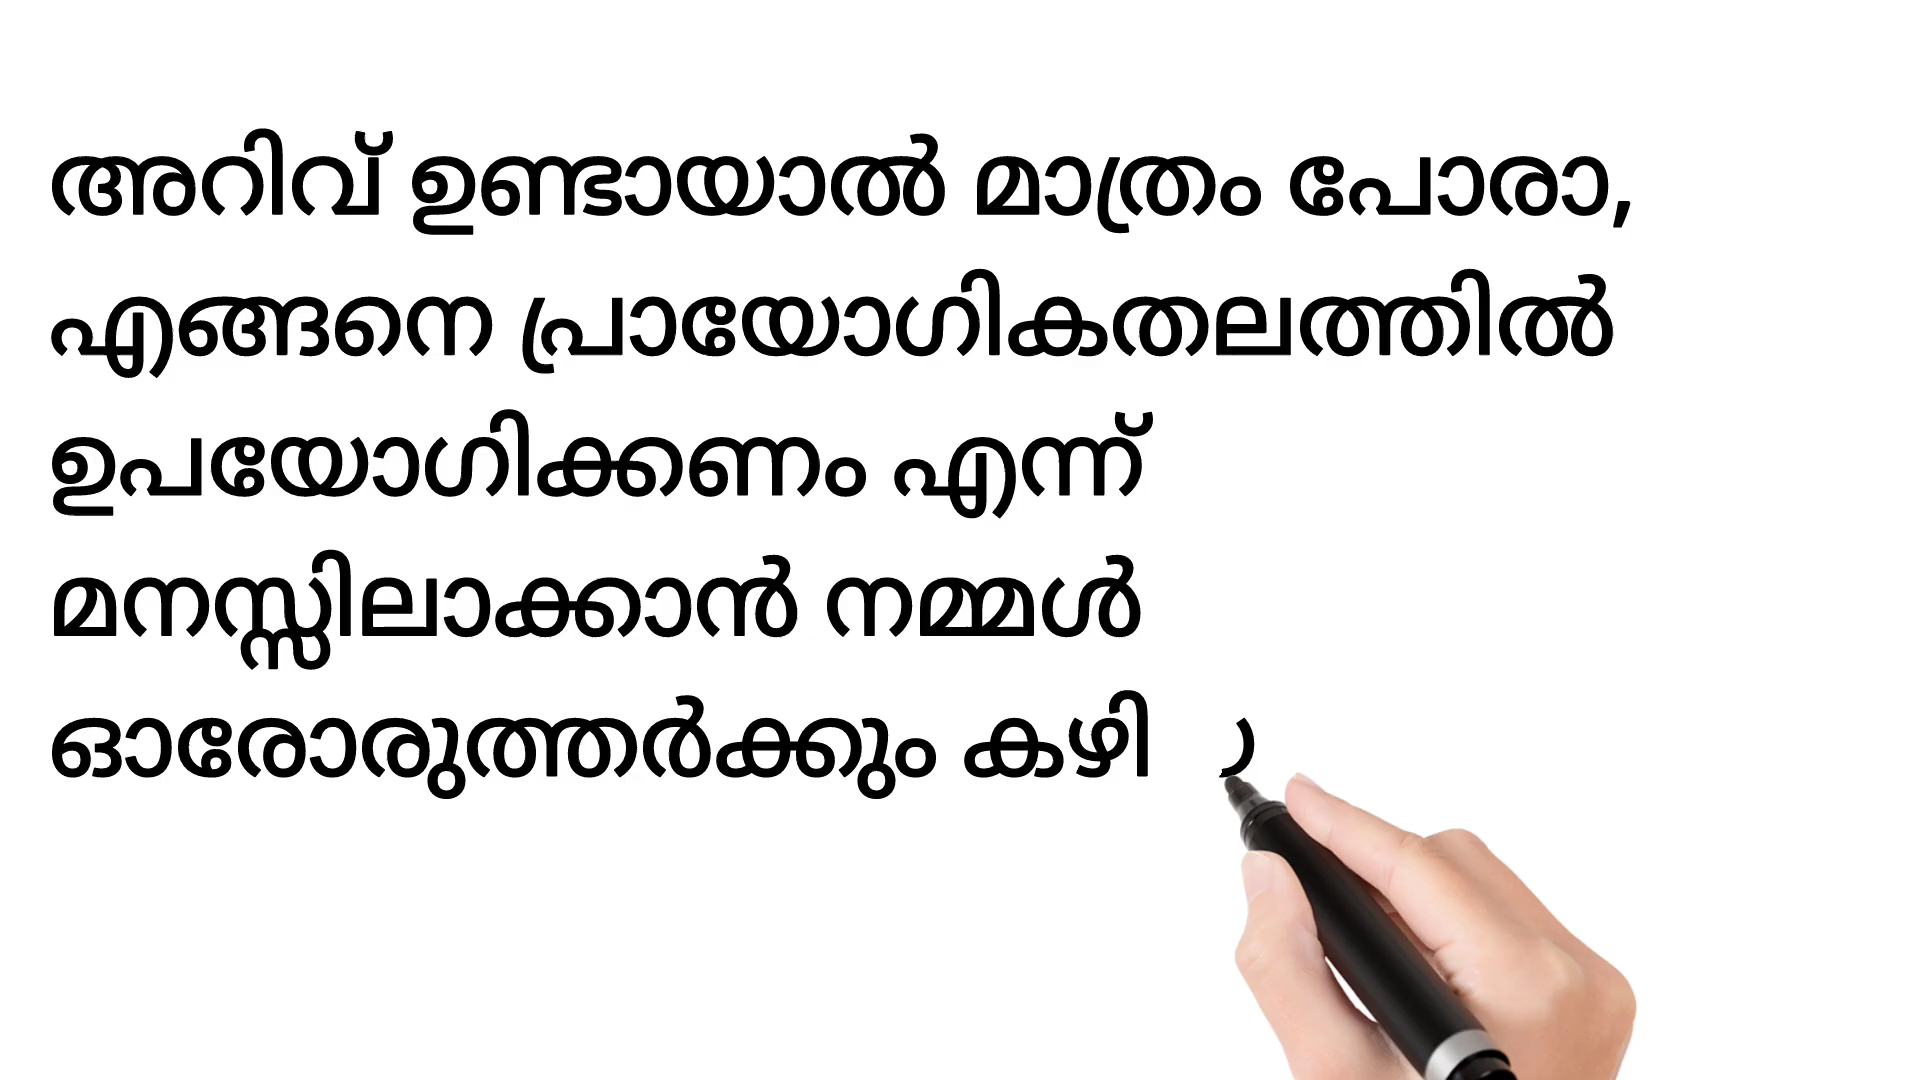 അറിവ് ഉണ്ടായാൽ മാത്രം പോരാ,
എങ്ങനെ പ്രായോഗികതലത്തിൽ
ഉപയോഗിക്കണം എന്ന്
മനസ്സിലാക്കാൻ നമ്മൾ
ഓരോരുത്തർക്കും കഴി